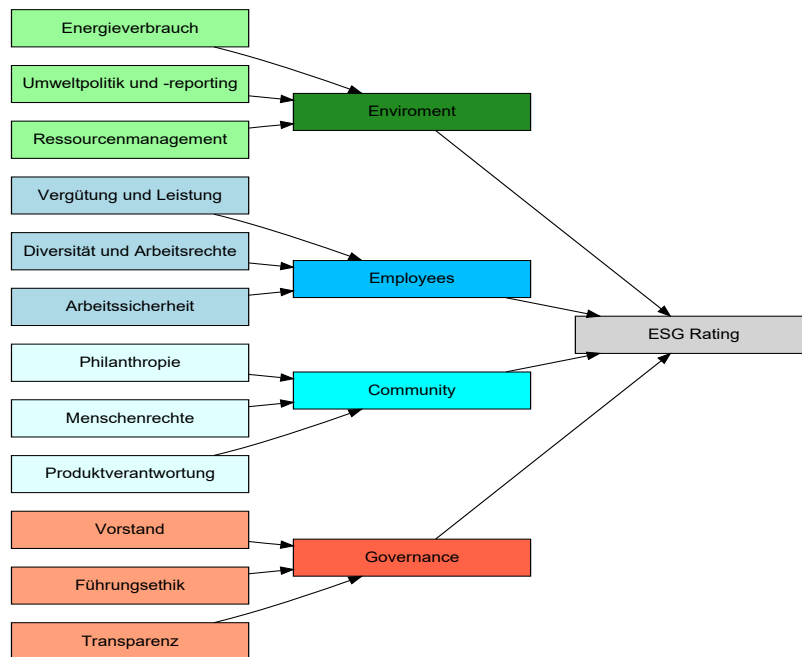 Energieverbrauch
Umweltpolitik und -reporting
Ressourcenmanagement
Vergütung und Leistung
Diversität und Arbeitsrechte
Arbeitssicherheit
Philanthropie
Menschenrechte
Produktverantwortung
Vorstand
Führungsethik
Transparenz
Enviroment
Employees
Community
Governance
ESG Rating